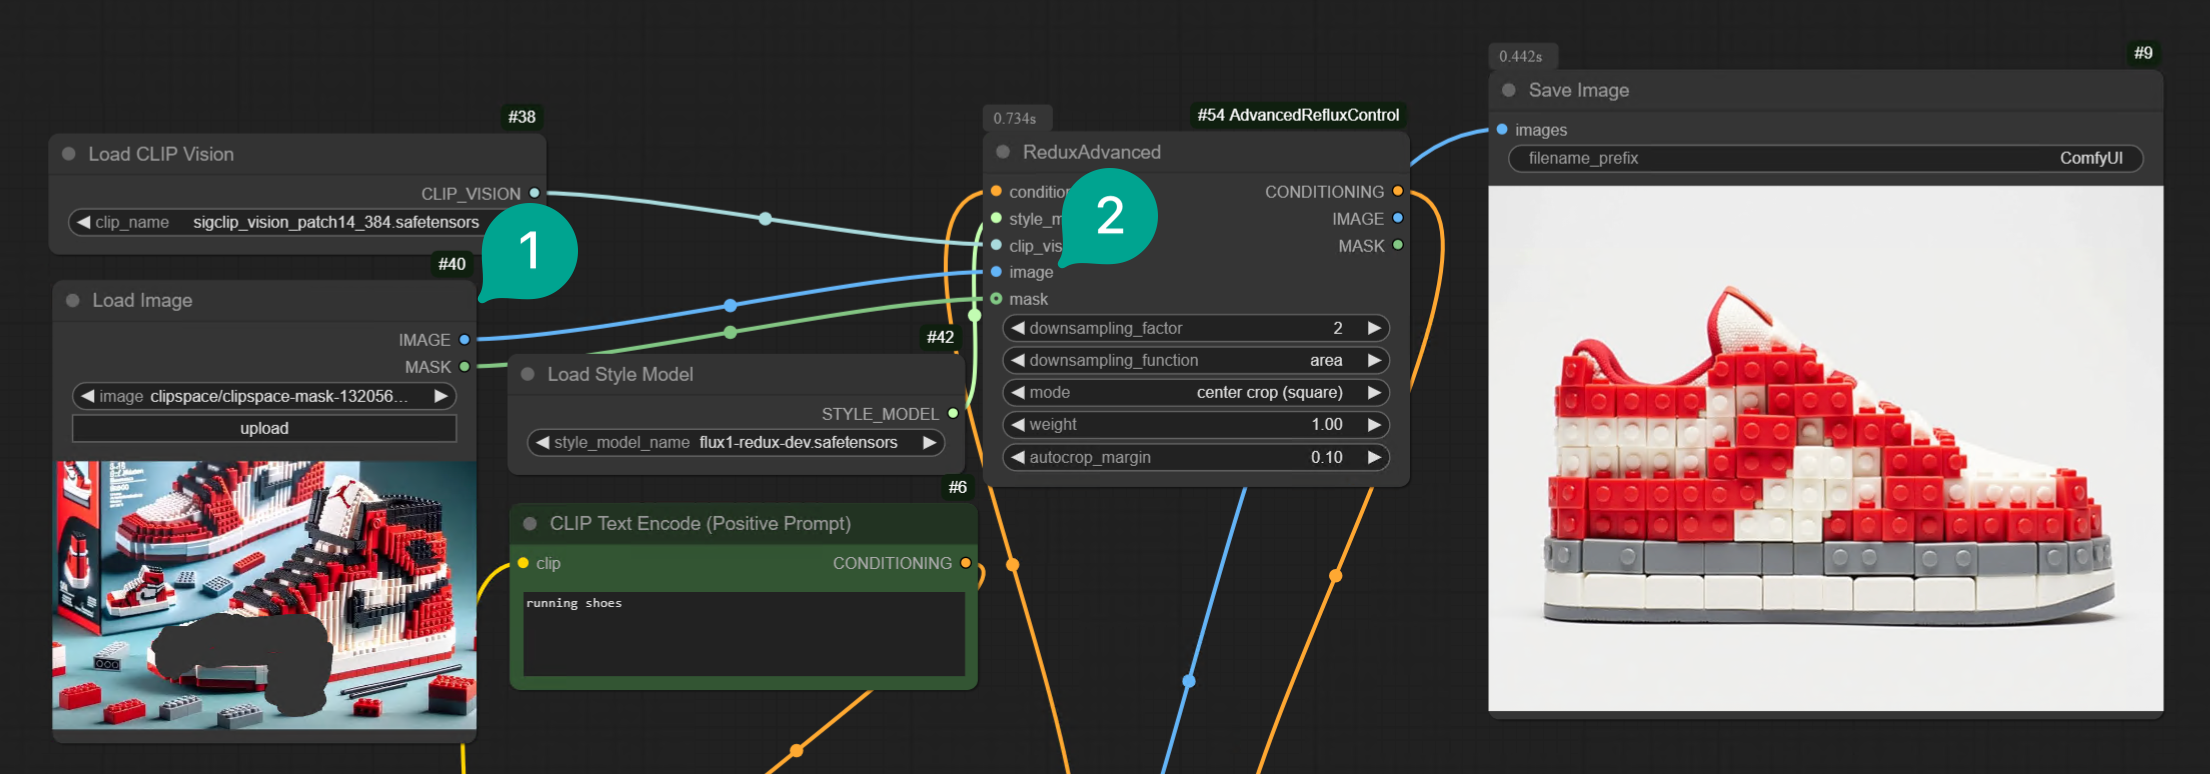 #38
Load CLIP Vision
CLIP_VISION
clip_name sigclip_vision_patch14_384.safetensors
1
#40
Load Image
IMAGE
MASK
image clipspace/clipspace-mask-132056...
upload
#42
Load Style Model
STYLE_MODEL
style_model_name flux1-redux-dev.safetensors
#6
CLIP Text Encode (Positive Prompt)
clip CONDITIONING
running shoes
0.734s
#54 AdvancedRefluxControl
ReduxAdvanced
conditio CONDITIONING
style_m IMAGE
clip_vis MASK
2
image
mask
downsampling_factor 2
downsampling_function area
mode center crop (square)
weight 1.00
autocrop_margin 0.10
0.442s
#9
Save Image
images
filename_prefix ComfyUI